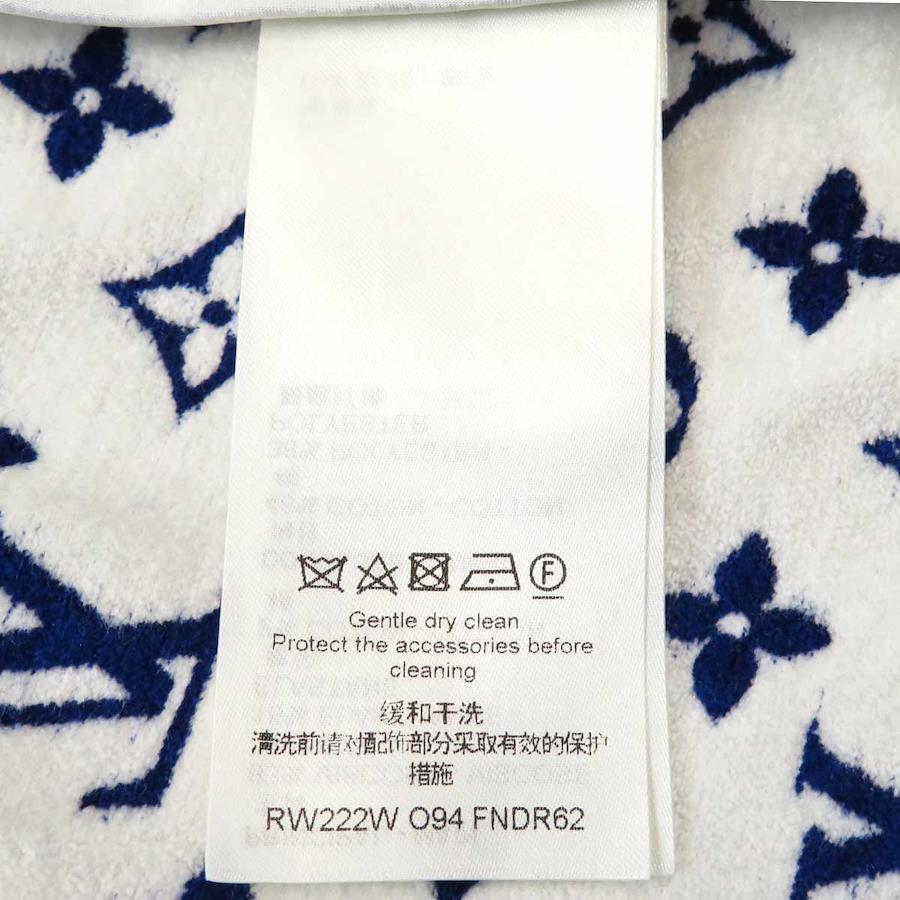 Gentle dry clean
Protect the accessories before
cleaning
缓和干洗
清洗前请对配饰部分采取有效的保护
措施
RW222W O94 FNDR62